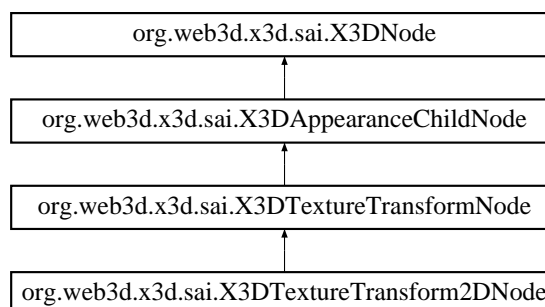 org.web3d.x3d.sai.X3DNode
org.web3d.x3d.sai.X3DAppearanceChildNode
org.web3d.x3d.sai.X3DTextureTransformNode
org.web3d.x3d.sai.X3DTextureTransform2DNode